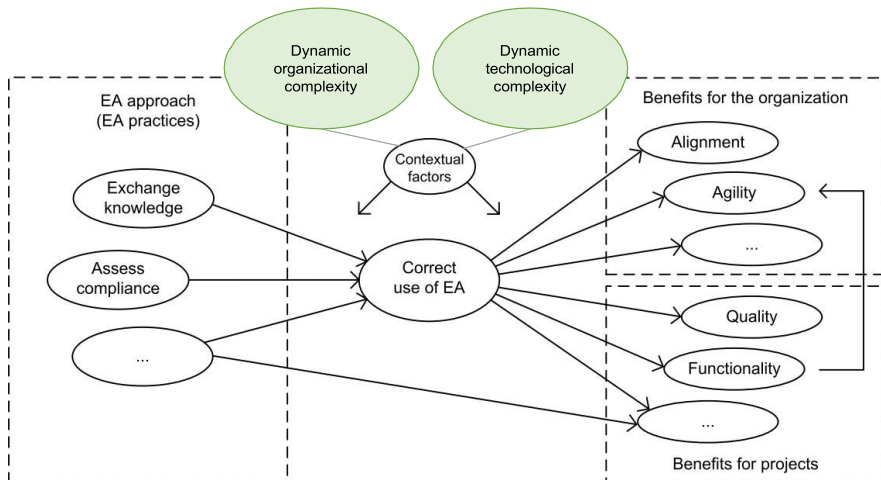 Dynamic
organizational
complexity
Dynamic
technological
complexity
EA approach
(EA practices)
Benefits for the organization
Contextual
factors
Alignment
Exchange
knowledge
Agility
...
Assess
compliance
Correct
use of EA
Quality
...
Functionality
...
Benefits for projects